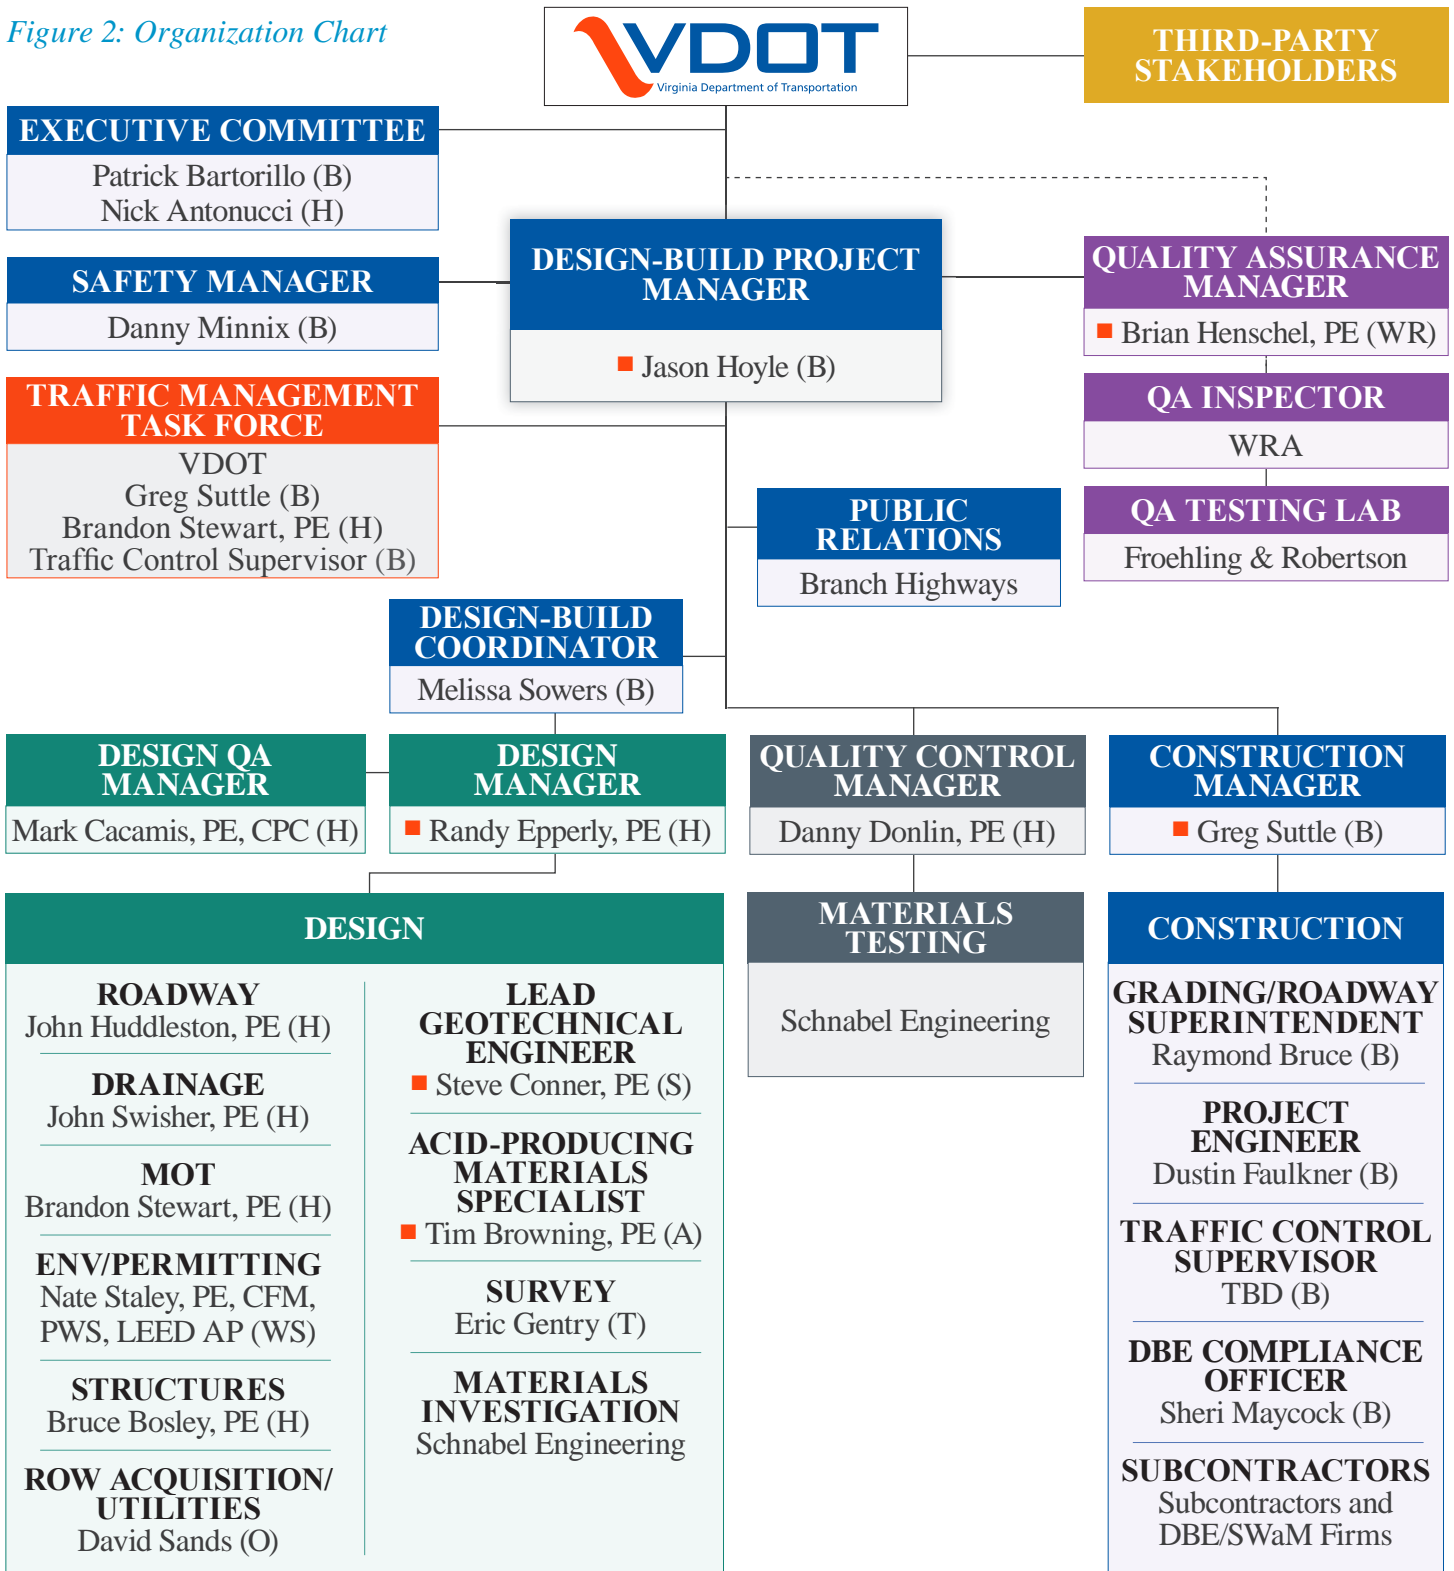 Figure 2: Organization Chart
VDOT
Virginia Department of Transportation
THIRD-PARTY
STAKEHOLDERS
EXECUTIVE COMMITTEE
Patrick Bartorillo (B)
Nick Antonucci (H)
SAFETY MANAGER
Danny Minnix (B)
DESIGN-BUILD PROJECT
MANAGER
Jason Hoyle (B)
QUALITY ASSURANCE
MANAGER
Brian Henschel, PE (WR)
QA INSPECTOR
WRA
QA TESTING LAB
Froehling & Robertson
TRAFFIC MANAGEMENT
TASK FORCE
VDOT
Greg Suttle (B)
Brandon Stewart, PE (H)
Traffic Control Supervisor (B)
PUBLIC
RELATIONS
Branch Highways
DESIGN-BUILD
COORDINATOR
Melissa Sowers (B)
DESIGN QA
MANAGER
Mark Cacamis, PE, CPC (H)
DESIGN
MANAGER
Randy Epperly, PE (H)
QUALITY CONTROL
MANAGER
Danny Donlin, PE (H)
CONSTRUCTION
MANAGER
Greg Suttle (B)
DESIGN
ROADWAY
John Huddleston, PE (H)
DRAINAGE
John Swisher, PE (H)
MOT
Brandon Stewart, PE (H)
ENV/PERMITTING
Nate Staley, PE, CFM,
PWS, LEED AP (WS)
STRUCTURES
Bruce Bosley, PE (H)
ROW ACQUISITION/
UTILITIES
David Sands (O)
LEAD
GEOTECHNICAL
ENGINEER
Steve Conner, PE (S)
ACID-PRODUCING
MATERIALS
SPECIALIST
Tim Browning, PE (A)
SURVEY
Eric Gentry (T)
MATERIALS
INVESTIGATION
Schnabel Engineering
MATERIALS
TESTING
Schnabel Engineering
CONSTRUCTION
GRADING/ROADWAY
SUPERINTENDENT
Raymond Bruce (B)
PROJECT
ENGINEER
Dustin Faulkner (B)
TRAFFIC CONTROL
SUPERVISOR
TBD (B)
DBE COMPLIANCE
OFFICER
Sheri Maycock (B)
SUBCONTRACTORS
Subcontractors and
DBE/SWaM Firms